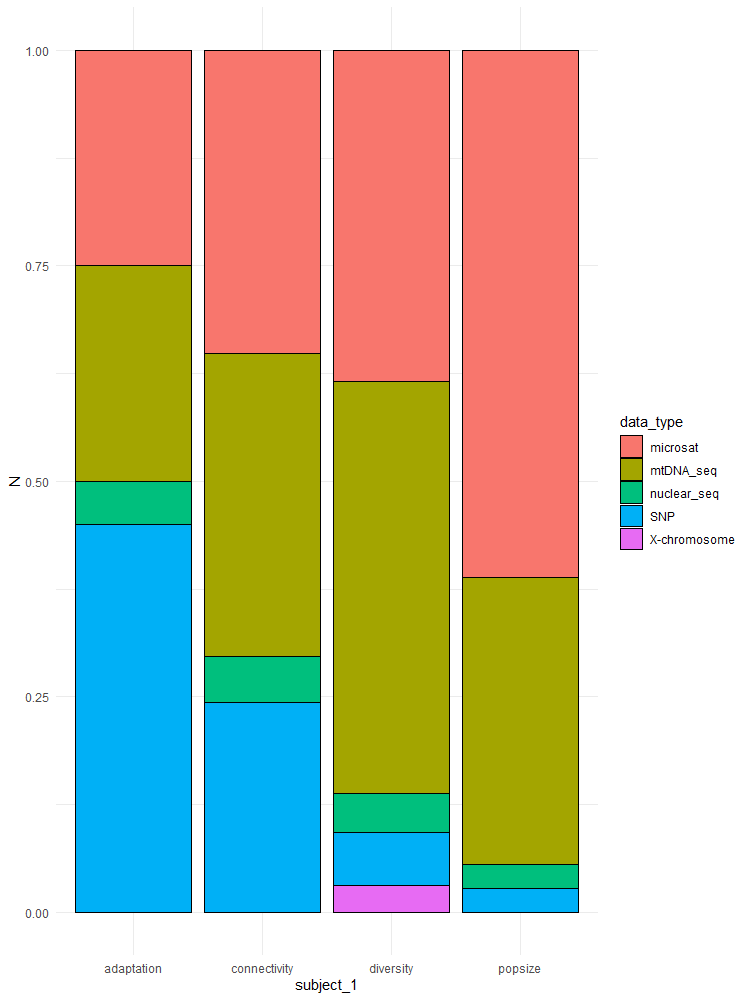 1.00
0.75
0.50
0.25
0.00
N
adaptation
connectivity
diversity
popsize
subject_1
data_type
microsat
mtDNA_seq
nuclear_seq
SNP
X-chromosome